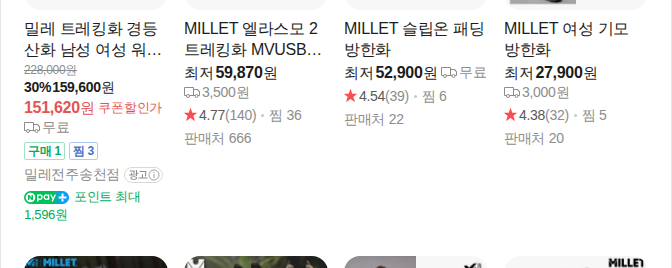 밀레 트레킹화 경등
산화 남성 여성 워…
228,000원
30% 159,600원
151,620원 쿠폰할인가
무료
구매 1 찜 3
밀레전주송천점 광고
N pay+ 포인트 최대
1,596원
MILLET 엘라스모 2
트레킹화 MVUSB…
최저 59,870원
3,500원
4.77(140) · 찜 36
판매처 666
MILLET 슬립온 패딩
방한화
최저 52,900원 무료
4.54(39) · 찜 6
판매처 22
MILLET 여성 기모
방한화
최저 27,900원
3,000원
4.38(32) · 찜 5
판매처 20
MILLET
MILLET